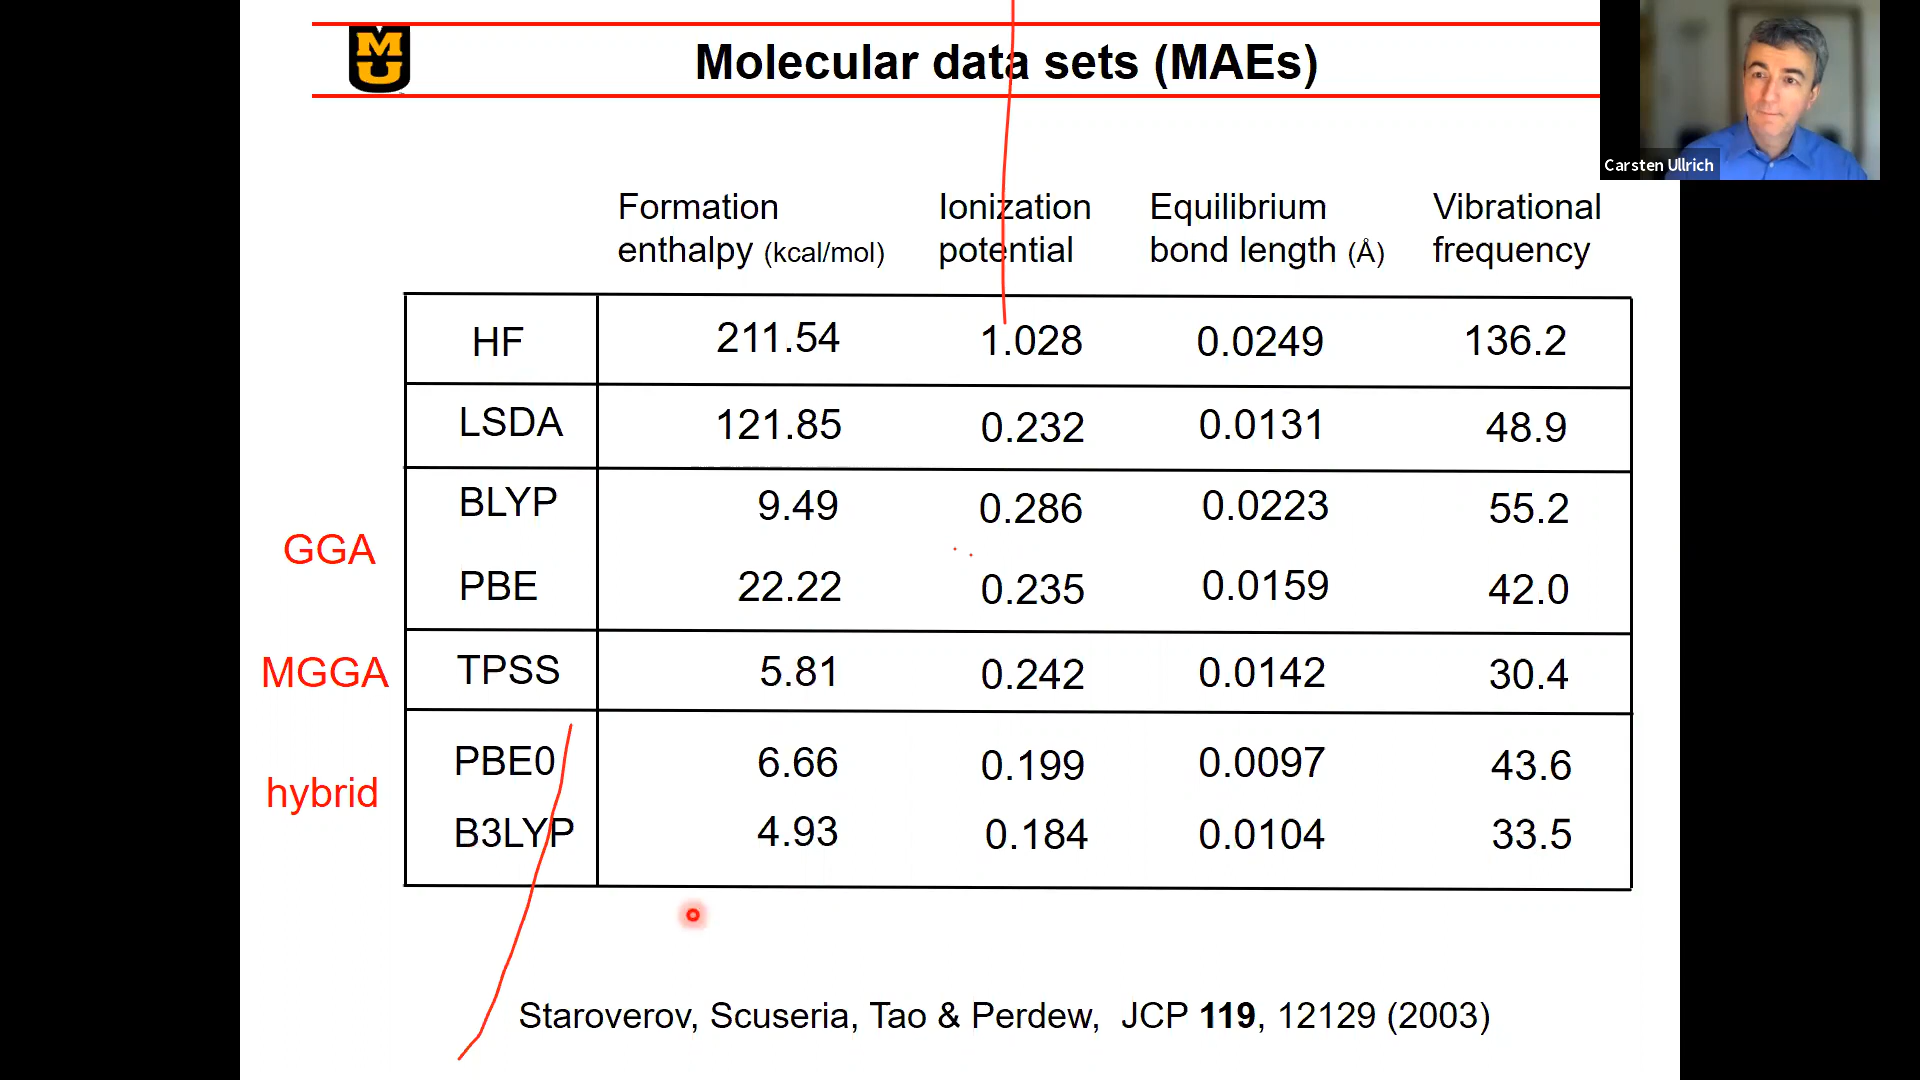 MU
Molecular data sets (MAEs)
Carsten Ullrich
Formation enthalpy (kcal/mol)
Ionization potential
Equilibrium bond length (Å)
Vibrational frequency
HF 211.54 1.028 0.0249 136.2
LSDA 121.85 0.232 0.0131 48.9
GGA
BLYP 9.49 0.286 0.0223 55.2
PBE 22.22 0.235 0.0159 42.0
MGGA TPSS 5.81 0.242 0.0142 30.4
hybrid
PBE0 6.66 0.199 0.0097 43.6
B3LYP 4.93 0.184 0.0104 33.5
Staroverov, Scuseria, Tao & Perdew, JCP 119, 12129 (2003)